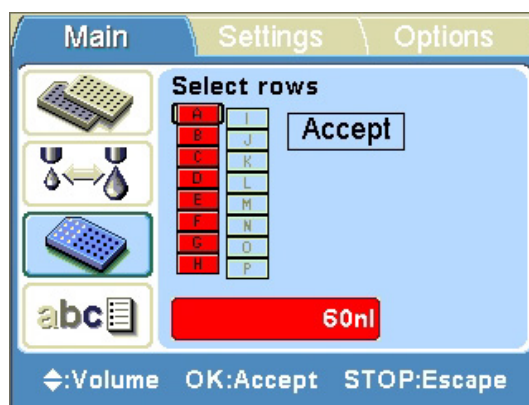 Main Settings Options
Select rows
A I
B J
C K
D L
E M
F N
G O
H P
Accept
abc
60nl
:Volume OK:Accept STOP:Escape